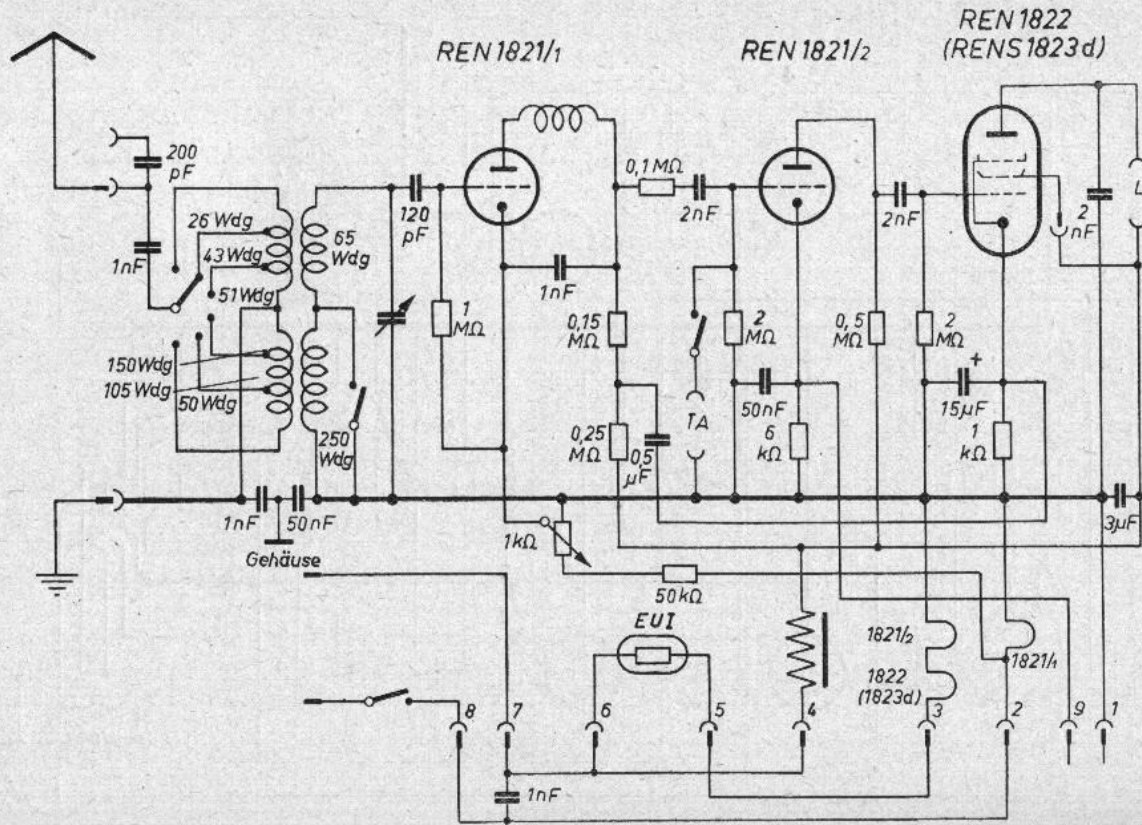 REN 1821/1
REN 1821/2
REN 1822
(RENS 1823d)
200
pF
1nF
26 Wdg
43 Wdg
51 Wdg
150 Wdg
105 Wdg
50 Wdg
65
Wdg
250
Wdg
120
pF
1
MΩ
1nF
0,1 MΩ
2nF
0,15
MΩ
0,25
MΩ
0,5
µF
TA
2
MΩ
50nF
6
kΩ
2nF
0,5
MΩ
2
MΩ
+
15µF
1
kΩ
2
nF
L
3µF
1nF
50nF
Gehäuse
1kΩ
50kΩ
EUI
1821/2
1822
(1823d)
1821/1
8
7
6
5
4
3
2
9
1
1nF